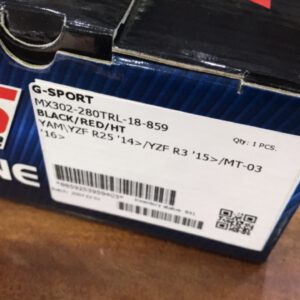 G-SPORT
MX302-280TRL-18-859
BLACK/RED/HT
YAM\YZF R25 '14>/YZF R3 '15>/MT-03
'16>
Qty: 1 PCS.
S
NE